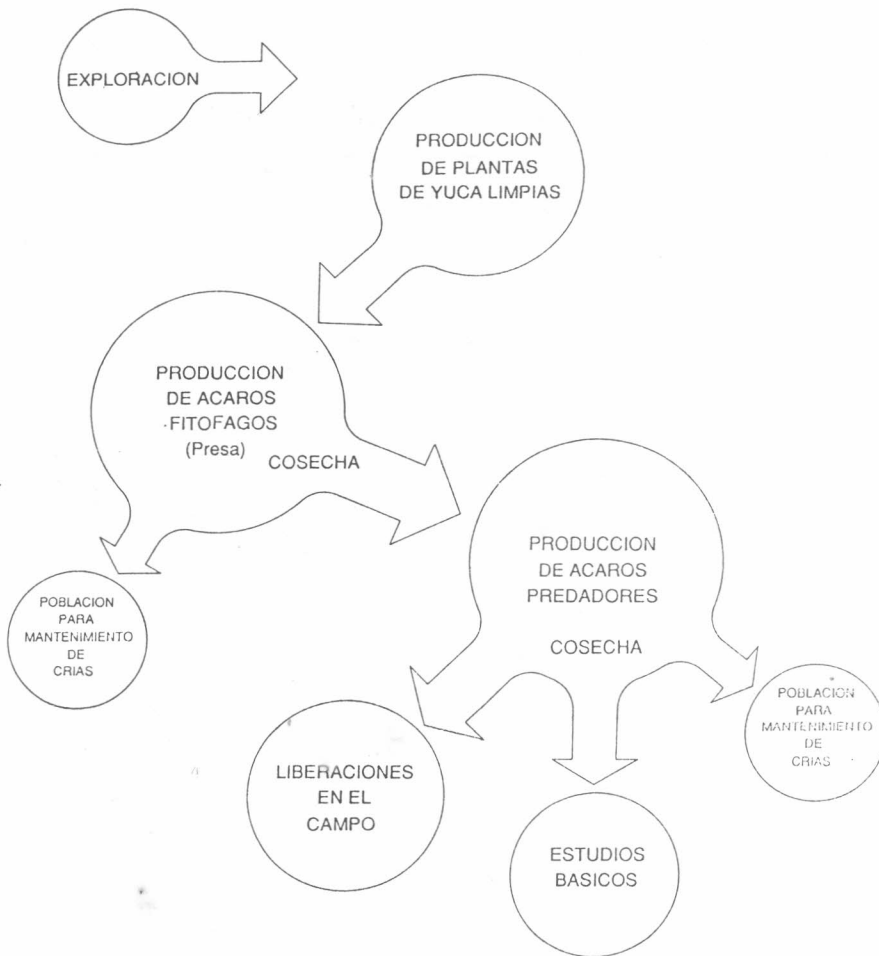 EXPLORACION
PRODUCCION
DE PLANTAS
DE YUCA LIMPIAS
PRODUCCION
DE ACAROS
FITOFAGOS
(Presa)
COSECHA
PRODUCCION
DE ACAROS
PREDADORES
COSECHA
POBLACION
PARA
MANTENIMIENTO
DE
CRIAS
LIBERACIONES
EN EL
CAMPO
ESTUDIOS
BASICOS
POBLACION
PARA
MANTENIMIENTO
DE
CRIAS